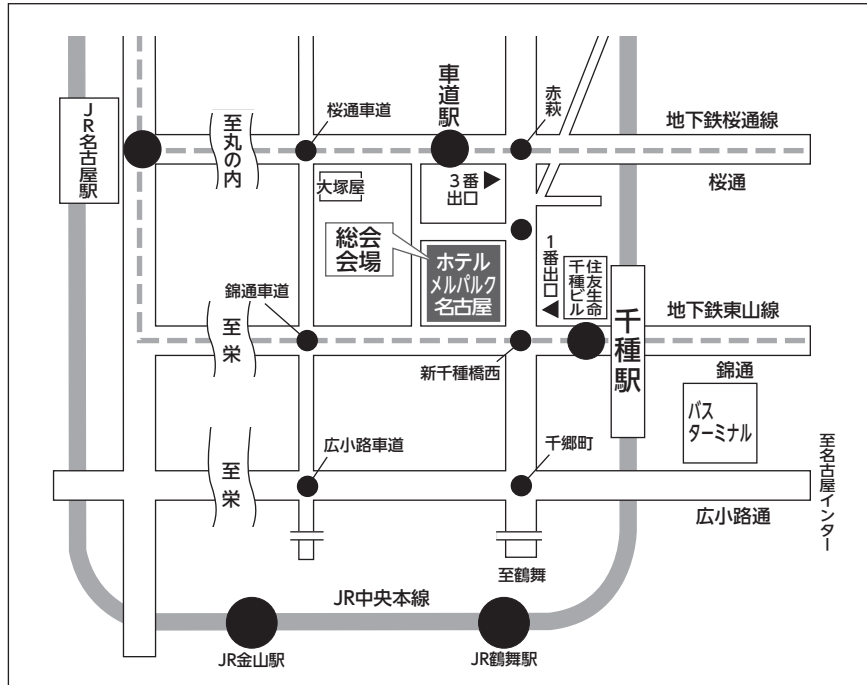 車道駅
赤萩
JR名古屋駅
至丸の内
桜通車道
地下鉄桜通線
桜通
大塚屋
3番
出口
総会
会場
ホテル
メルパルク
名古屋
1番出口
住友生命
千種ビル
千種駅
地下鉄東山線
錦通車道
至栄
新千種橋西
錦通
バス
ターミナル
広小路車道
千郷町
至栄
広小路通
至名古屋インター
至鶴舞
JR中央本線
JR金山駅
JR鶴舞駅